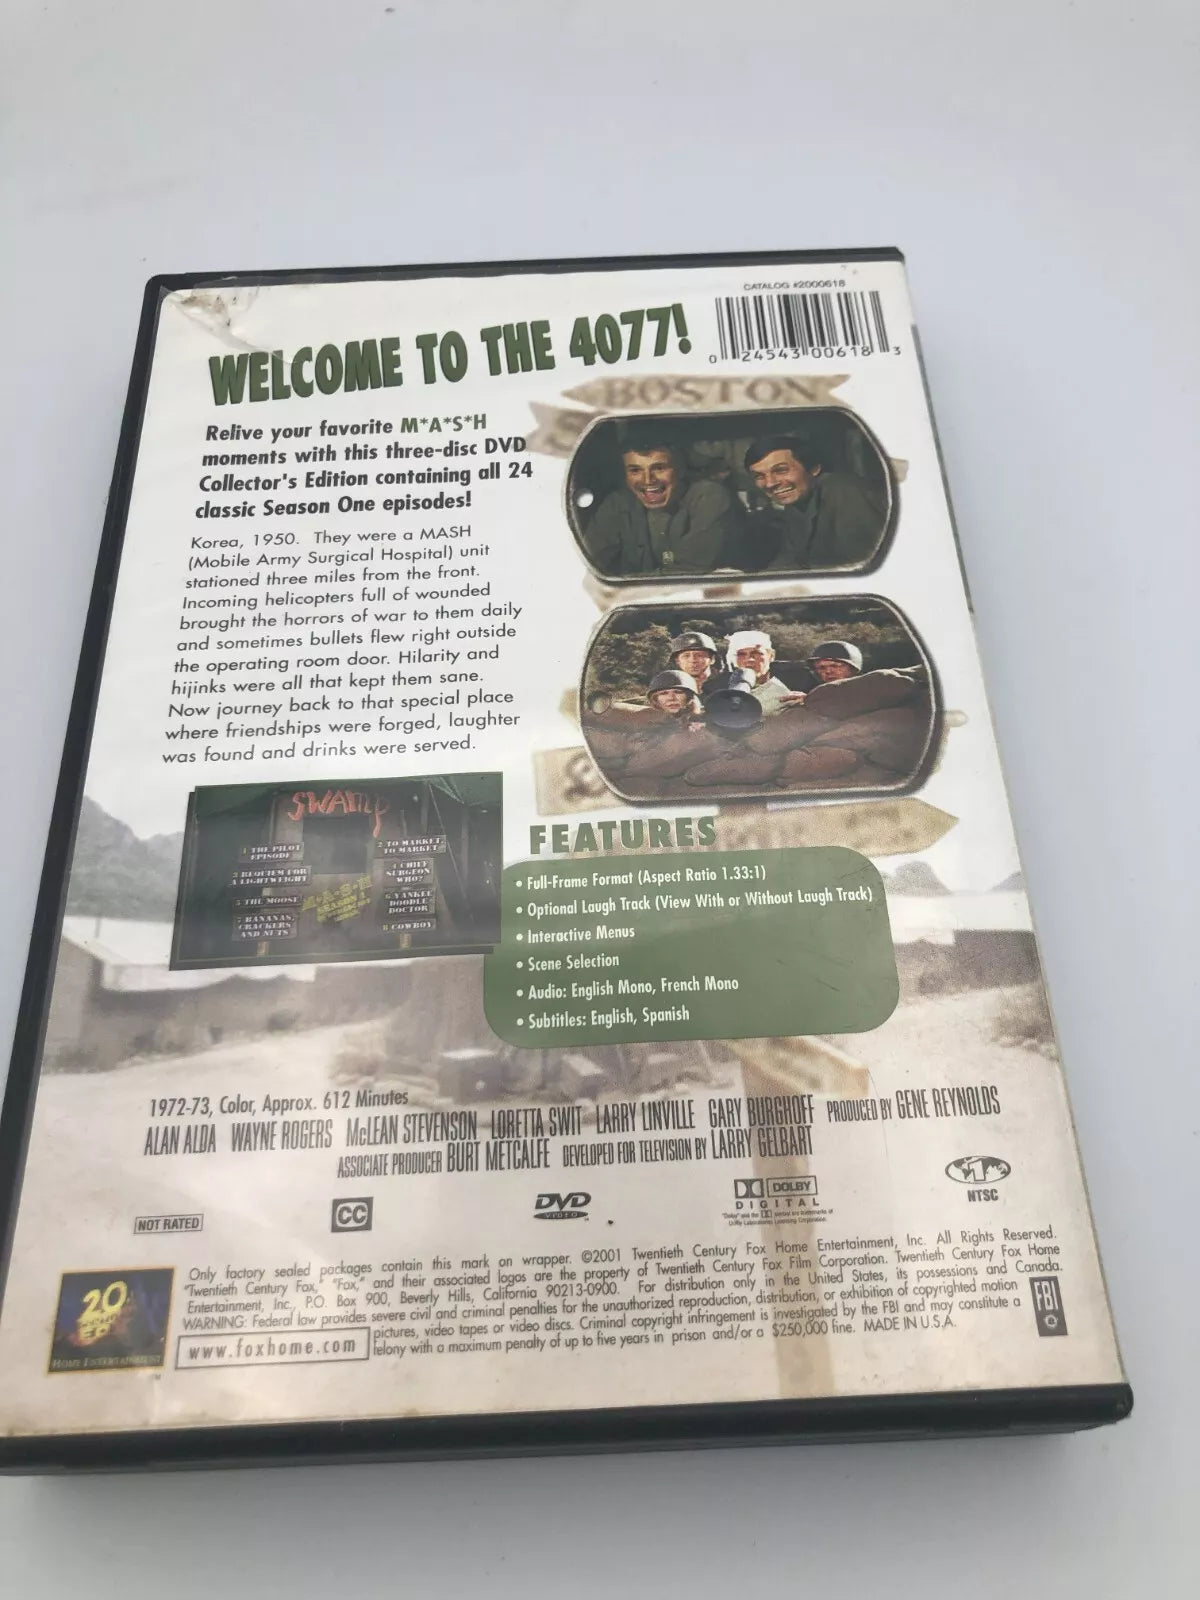 CATALOG #2000618
0 24543 00618 3
WELCOME TO THE 4077!
BOSTON
Relive your favorite M*A*S*H
moments with this three-disc DVD
Collector's Edition containing all 24
classic Season One episodes!
Korea, 1950. They were a MASH
(Mobile Army Surgical Hospital) unit
stationed three miles from the front.
Incoming helicopters full of wounded
brought the horrors of war to them daily
and sometimes bullets flew right outside
the operating room door. Hilarity and
hijinks were all that kept them sane.
Now journey back to that special place
where friendships were forged, laughter
was found and drinks were served.
SWAMP
1 THE PILOT
EPISODE
2 TO MARKET,
TO MARKET
3 REQUIEM FOR
A LIGHTWEIGHT
4 CHIEF
SURGEON
WHO?
5 THE MOOSE
6 YANKEE
DOODLE
DOCTOR
7 BANANAS,
CRACKERS
AND NUTS
8 COWBOY
FEATURES
• Full-Frame Format (Aspect Ratio 1.33:1)
• Optional Laugh Track (View With or Without Laugh Track)
• Interactive Menus
• Scene Selection
• Audio: English Mono, French Mono
• Subtitles: English, Spanish
1972-73, Color, Approx. 612 Minutes
ALAN ALDA WAYNE ROGERS McLEAN STEVENSON LORETTA SWIT LARRY LINVILLE GARY BURGHOFF PRODUCED BY GENE REYNOLDS
ASSOCIATE PRODUCER BURT METCALFE DEVELOPED FOR TELEVISION BY LARRY GELBART
NOT RATED
CC
DVD
VIDEO
DOLBY
DIGITAL
"Dolby" and the are trademarks of
Dolby Laboratories Licensing Corporation.
1
NTSC
Only factory sealed packages contain this mark on wrapper. ©2001 Twentieth Century Fox Home Entertainment, Inc. All Rights Reserved.
"Twentieth Century Fox," "Fox," and their associated logos are the property of Twentieth Century Fox Film Corporation. Twentieth Century Fox Home
Entertainment, Inc., P.O. Box 900, Beverly Hills, California 90213-0900. For distribution only in the United States, its possessions and Canada.
WARNING: Federal law provides severe civil and criminal penalties for the unauthorized reproduction, distribution, or exhibition of copyrighted motion
pictures, video tapes or video discs. Criminal copyright infringement is investigated by the FBI and may constitute a
felony with a maximum penalty of up to five years in prison and/or a $250,000 fine. MADE IN U.S.A.
www.foxhome.com
FBI
20
HOME ENTERTAINMENT
TM